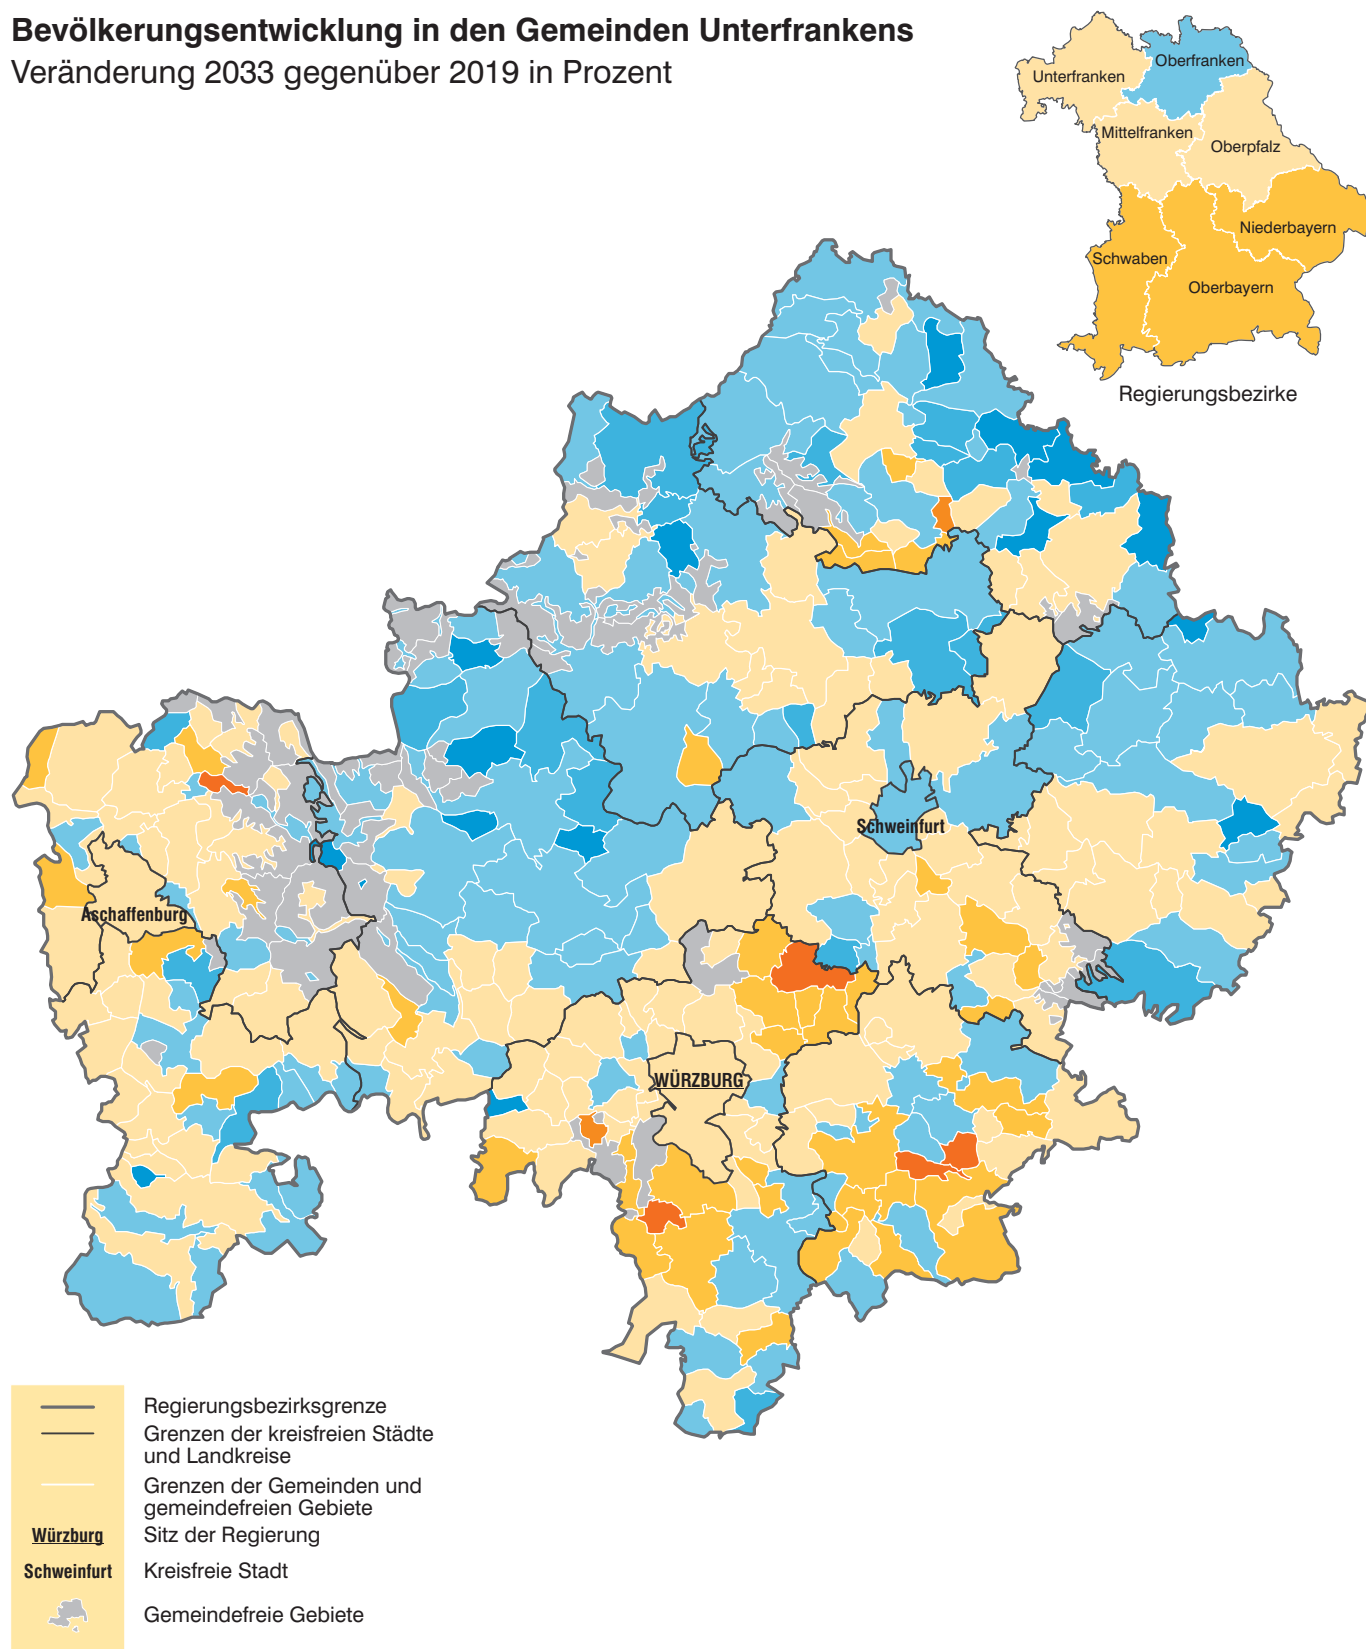 Bevölkerungsentwicklung in den Gemeinden Unterfrankens
Veränderung 2033 gegenüber 2019 in Prozent
Unterfranken
Oberfranken
Mittelfranken
Oberpfalz
Niederbayern
Schwaben
Oberbayern
Regierungsbezirke
Schweinfurt
Aschaffenburg
WÜRZBURG
Regierungsbezirksgrenze
Grenzen der kreisfreien Städte
und Landkreise
Grenzen der Gemeinden und
gemeindefreien Gebiete
Würzburg Sitz der Regierung
Schweinfurt Kreisfreie Stadt
Gemeindefreie Gebiete